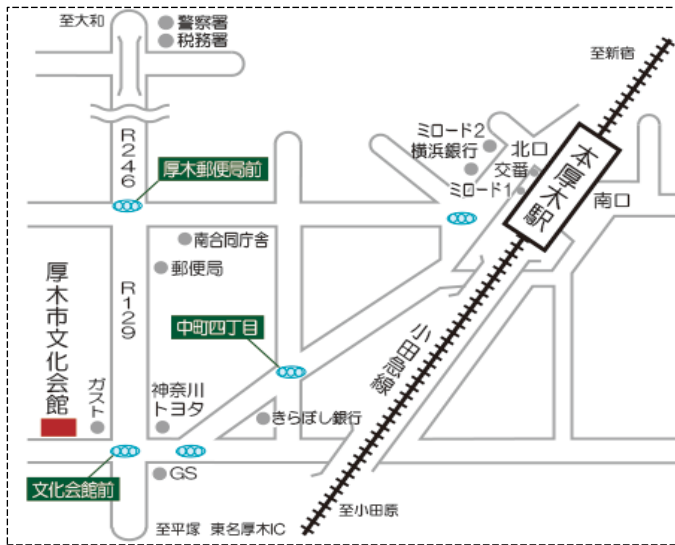 至大和
警察署
税務署
至新宿
R246
厚木郵便局前
ミロード2
横浜銀行
北口
交番
ミロード1
本厚木駅
南口
南合同庁舎
郵便局
R129
厚木市文化会館
中町四丁目
小田急線
ガスト
神奈川
トヨタ
きらぼし銀行
文化会館前
GS
至小田原
至平塚 東名厚木IC